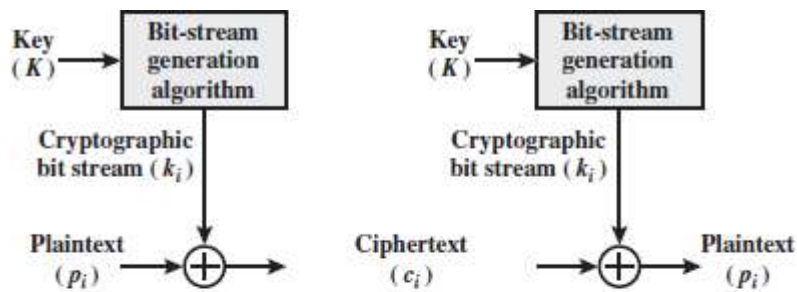 Key
(K)
Bit-stream
generation
algorithm
Cryptographic
bit stream (kᵢ)
Plaintext
(pᵢ)
Ciphertext
(cᵢ)
Key
(K)
Bit-stream
generation
algorithm
Cryptographic
bit stream (kᵢ)
Plaintext
(pᵢ)